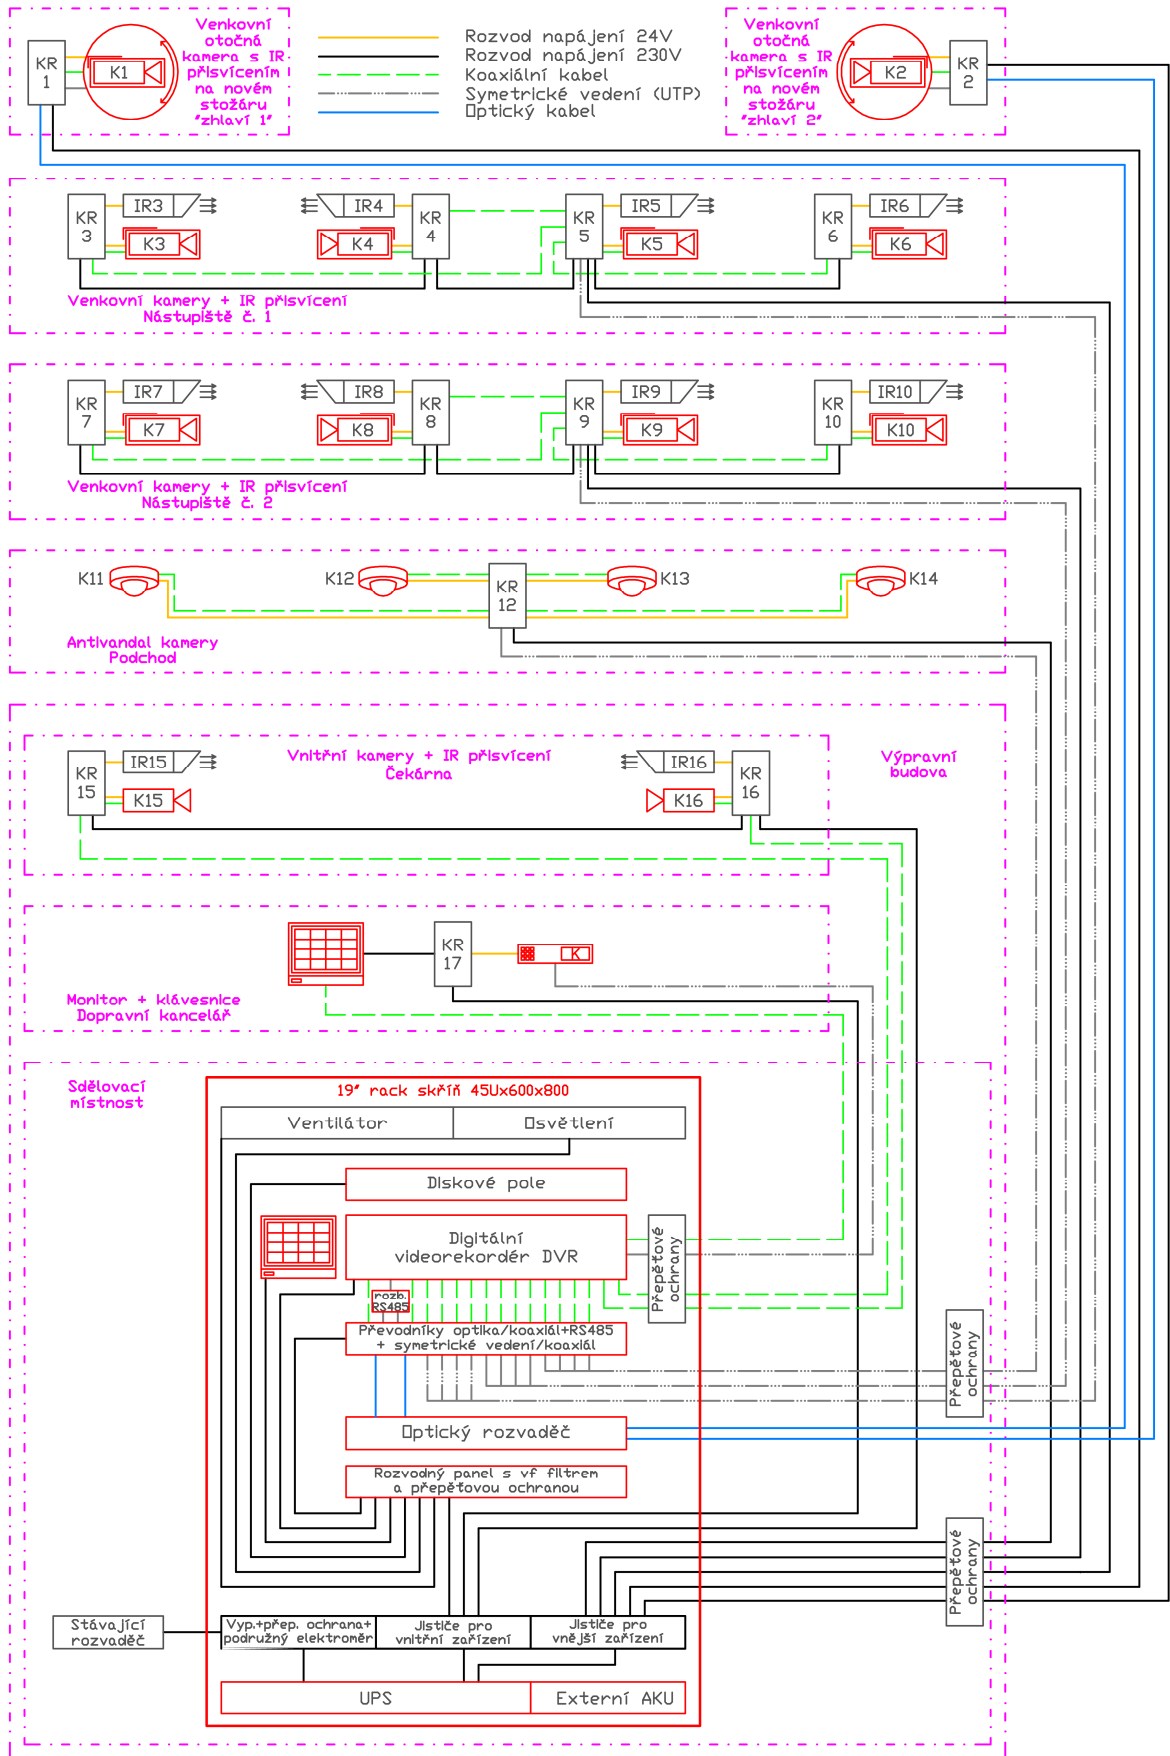 Venkovní
otočná
kamera s IR
přisvícením
na novém
stožáru
"zhlaví 1"
KR
1
K1
Rozvod napájení 24V
Rozvod napájení 230V
Koaxiální kabel
Symetrické vedení (UTP)
Optický kabel
Venkovní
otočná
kamera s IR
přisvícením
na novém
stožáru
"zhlaví 2"
K2
KR
2
KR
3
IR3
K3
IR4
K4
KR
4
KR
5
IR5
K5
KR
6
IR6
K6
Venkovní kamery + IR přisvícení
Nástupiště č. 1
KR
7
IR7
K7
IR8
K8
KR
8
KR
9
IR9
K9
KR
10
IR10
K10
Venkovní kamery + IR přisvícení
Nástupiště č. 2
K11
K12
KR
12
K13
K14
Antivandal kamery
Podchod
KR
15
IR15
K15
Vnitřní kamery + IR přisvícení
Čekárna
IR16
K16
KR
16
Výpravní
budova
KR
17
K
Monitor + klávesnice
Dopravní kancelář
Sdělovací
místnost
19" rack skříň 45Ux600x800
Ventilátor
Osvětlení
Diskové pole
Digitální
videorekordér DVR
Přepěťové
ochrany
rozb.
RS485
Převodníky optika/koaxiál+RS485
+ symetrické vedení/koaxiál
Přepěťové
ochrany
Optický rozvaděč
Rozvodný panel s vf filtrem
a přepěťovou ochranou
Přepěťové
ochrany
Stávající
rozvaděč
Vyp.+přep. ochrana+
podružný elektroměr
Jističe pro
vnitřní zařízení
Jističe pro
vnější zařízení
UPS
Externí AKU